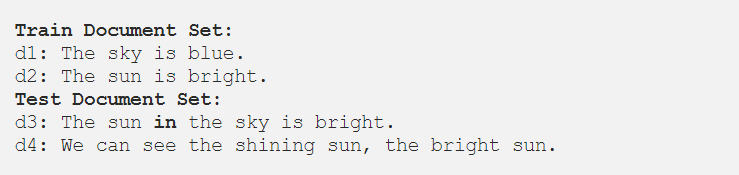 Train Document Set:
d1: The sky is blue.
d2: The sun is bright.
Test Document Set:
d3: The sun in the sky is bright.
d4: We can see the shining sun, the bright sun.